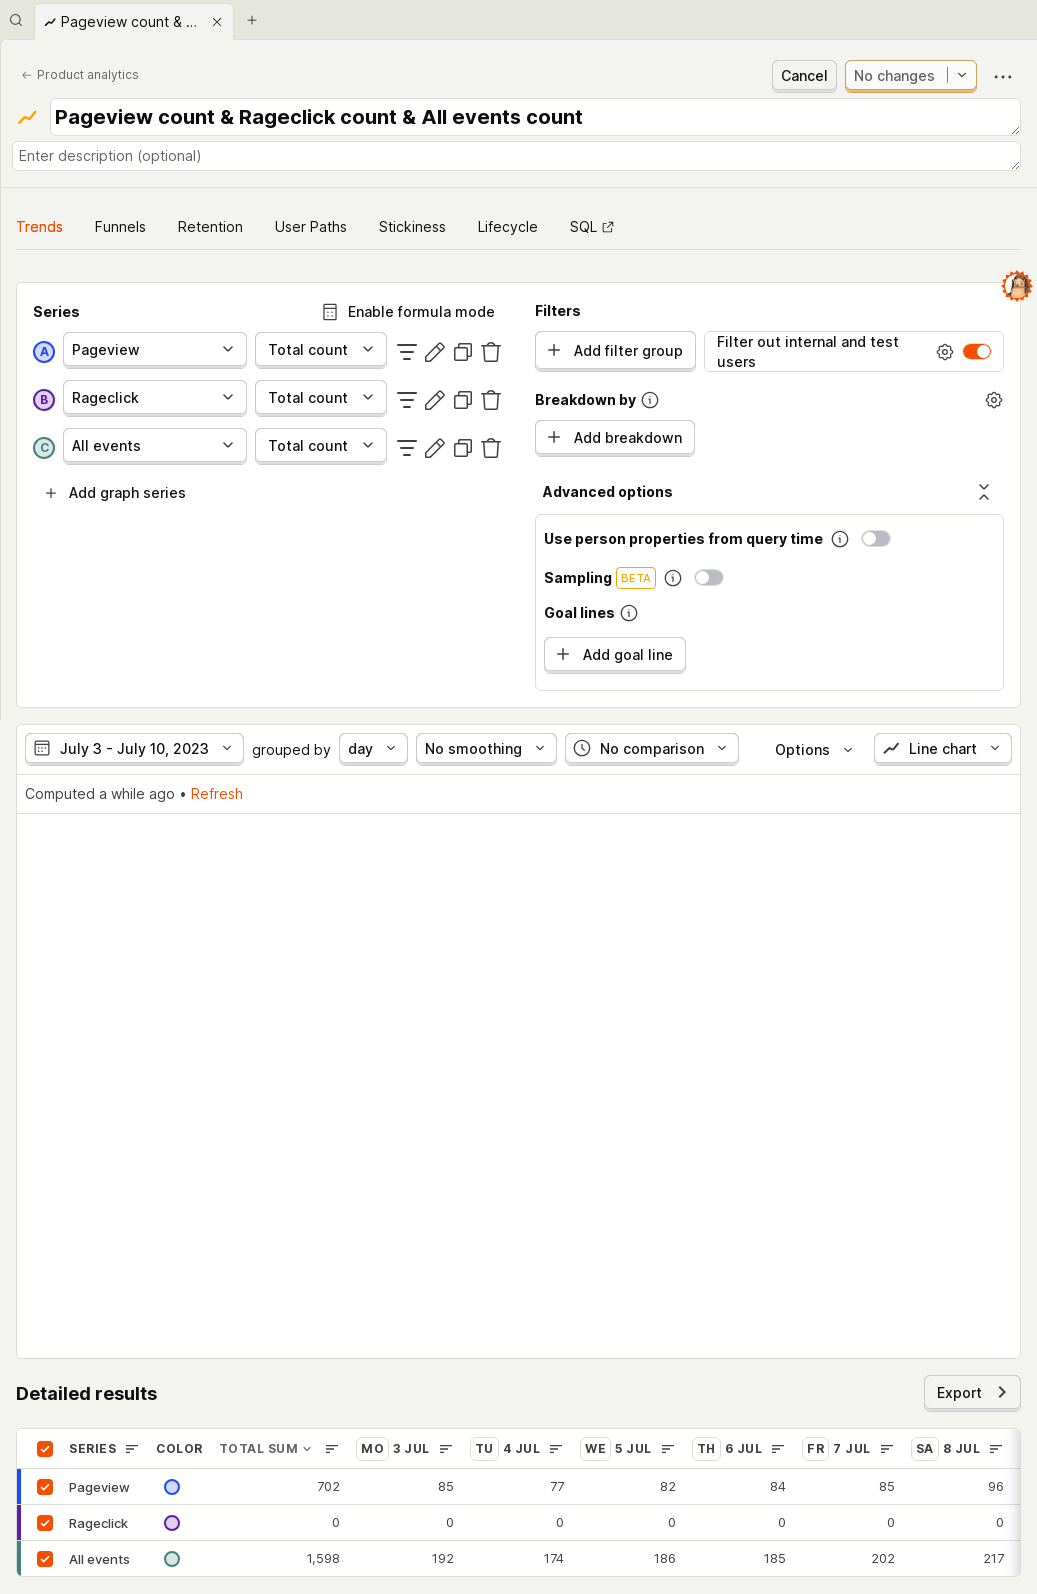 Pageview count & ...
Product analytics
Cancel
No changes
Pageview count & Rageclick count & All events count
Enter description (optional)
Trends Funnels Retention User Paths Stickiness Lifecycle SQL
Series
Enable formula mode
A Pageview Total count
B Rageclick Total count
C All events Total count
Add graph series
Filters
Add filter group
Filter out internal and test
users
Breakdown by
Add breakdown
Advanced options
Use person properties from query time
Sampling BETA
Goal lines
Add goal line
July 3 - July 10, 2023 grouped by day No smoothing No comparison Options Line chart
Computed a while ago • Refresh
Detailed results
Export
SERIES COLOR TOTAL SUM MO 3 JUL TU 4 JUL WE 5 JUL TH 6 JUL FR 7 JUL SA 8 JUL
Pageview 702 85 77 82 84 85 96
Rageclick 0 0 0 0 0 0 0
All events 1,598 192 174 186 185 202 217